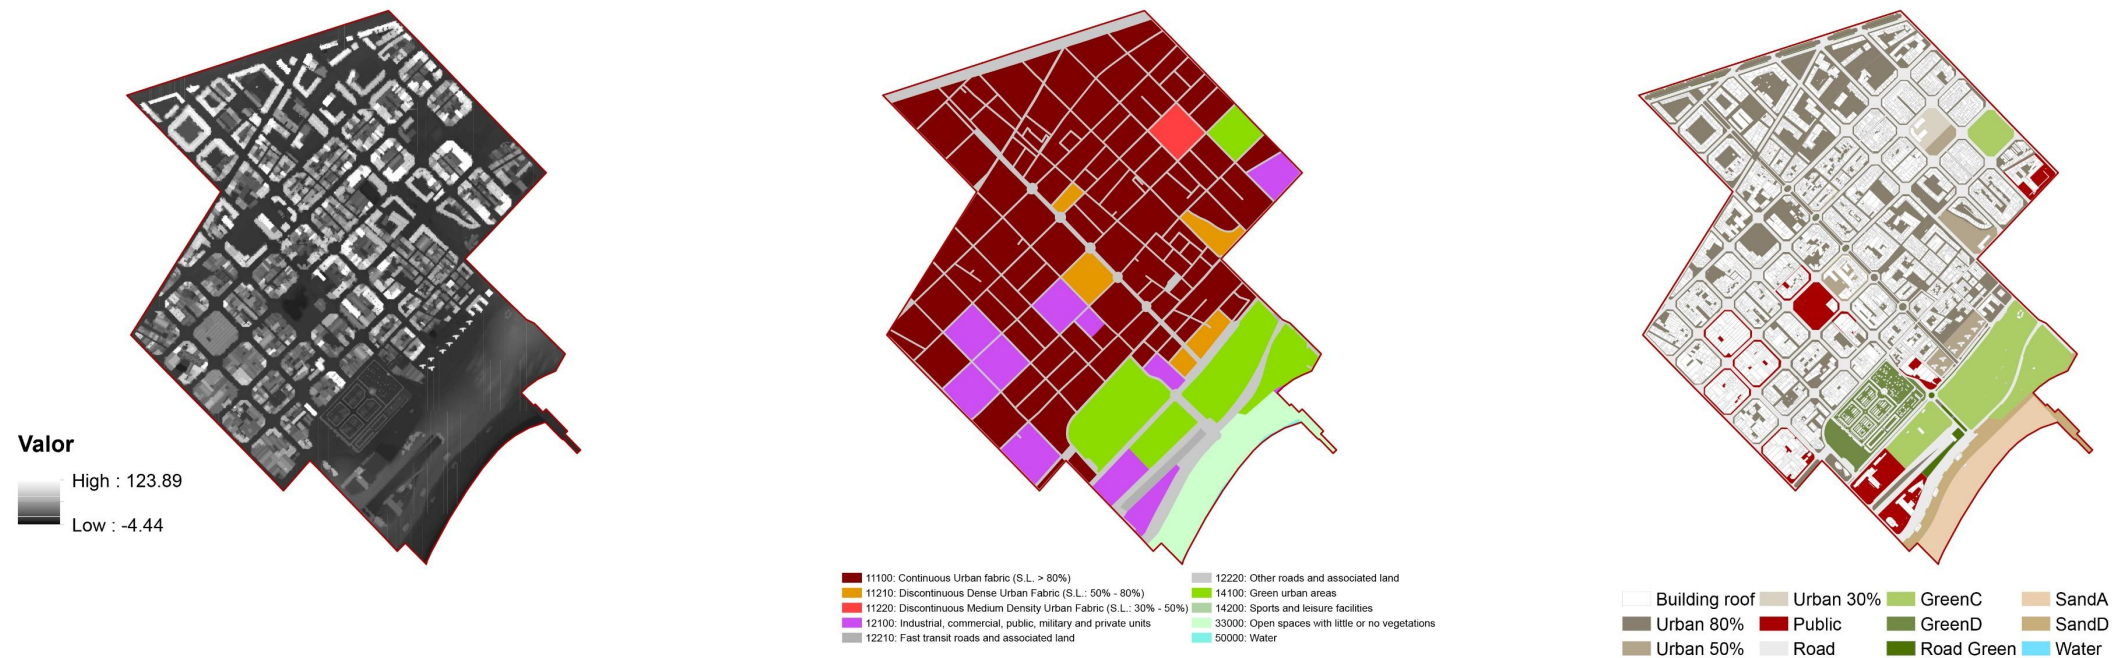 Valor
High : 123.89
Low : -4.44
11100: Continuous Urban fabric (S.L. > 80%)
11210: Discontinuous Dense Urban Fabric (S.L.: 50% - 80%)
11220: Discontinuous Medium Density Urban Fabric (S.L.: 30% - 50%)
12100: Industrial, commercial, public, military and private units
12210: Fast transit roads and associated land
12220: Other roads and associated land
14100: Green urban areas
14200: Sports and leisure facilities
33000: Open spaces with little or no vegetations
50000: Water
Building roof
Urban 80%
Urban 50%
Urban 30%
Public
Road
GreenC
GreenD
Road Green
SandA
SandD
Water